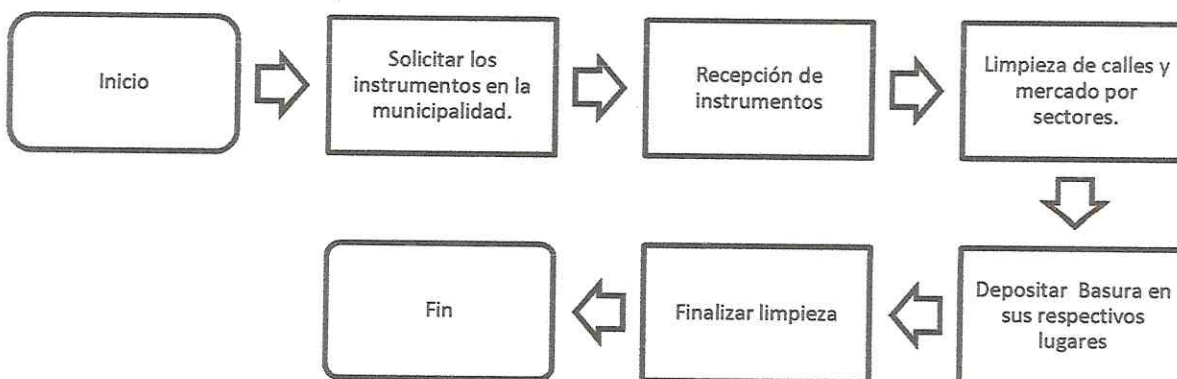 Inicio
Solicitar los
instrumentos en la
municipalidad.
Recepción de
instrumentos
Limpieza de calles y
mercado por
sectores.
Depositar Basura en
sus respectivos
lugares
Finalizar limpieza
Fin